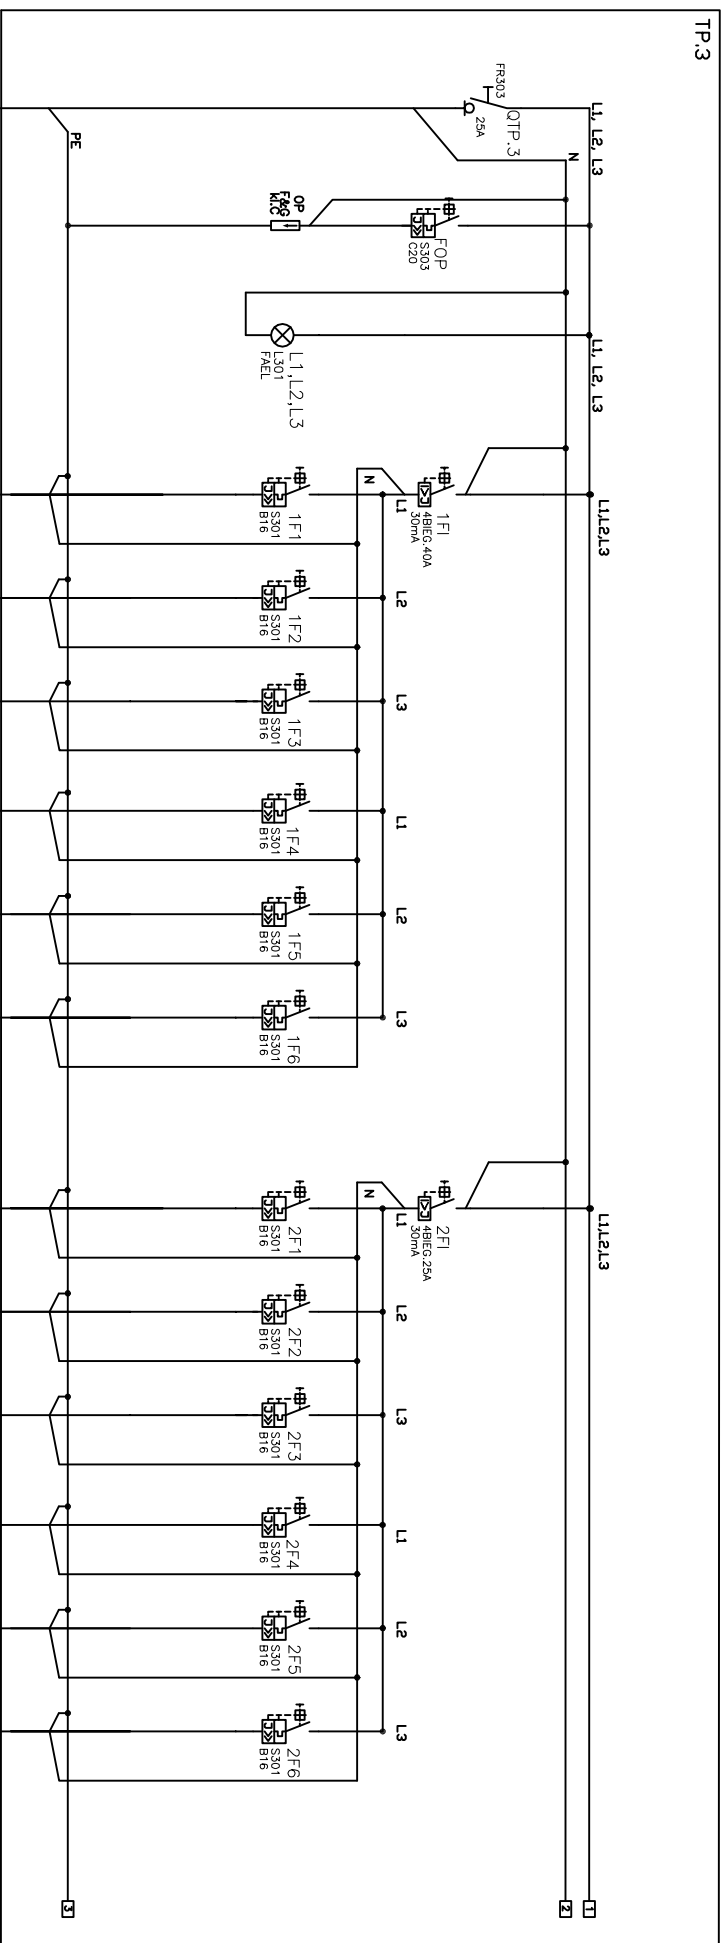 TP.3
L1, L2, L3
N
QTP.3
FR303
25A
PE
FOP
S303
C20
OP
F&G
kl.C
L1, L2, L3
L1,L2,L3
L301
FAEL
L1,L2,L3
1FI
4BIEG.40A
30mA
N
L1
L2
L3
L1
L2
L3
1F1
S301
B16
1F2
S301
B16
1F3
S301
B16
1F4
S301
B16
1F5
S301
B16
1F6
S301
B16
L1,L2,L3
2FI
4BIEG.25A
30mA
N
L1
L2
L3
L1
L2
L3
2F1
S301
B16
2F2
S301
B16
2F3
S301
B16
2F4
S301
B16
2F5
S301
B16
2F6
S301
B16
1
2
3